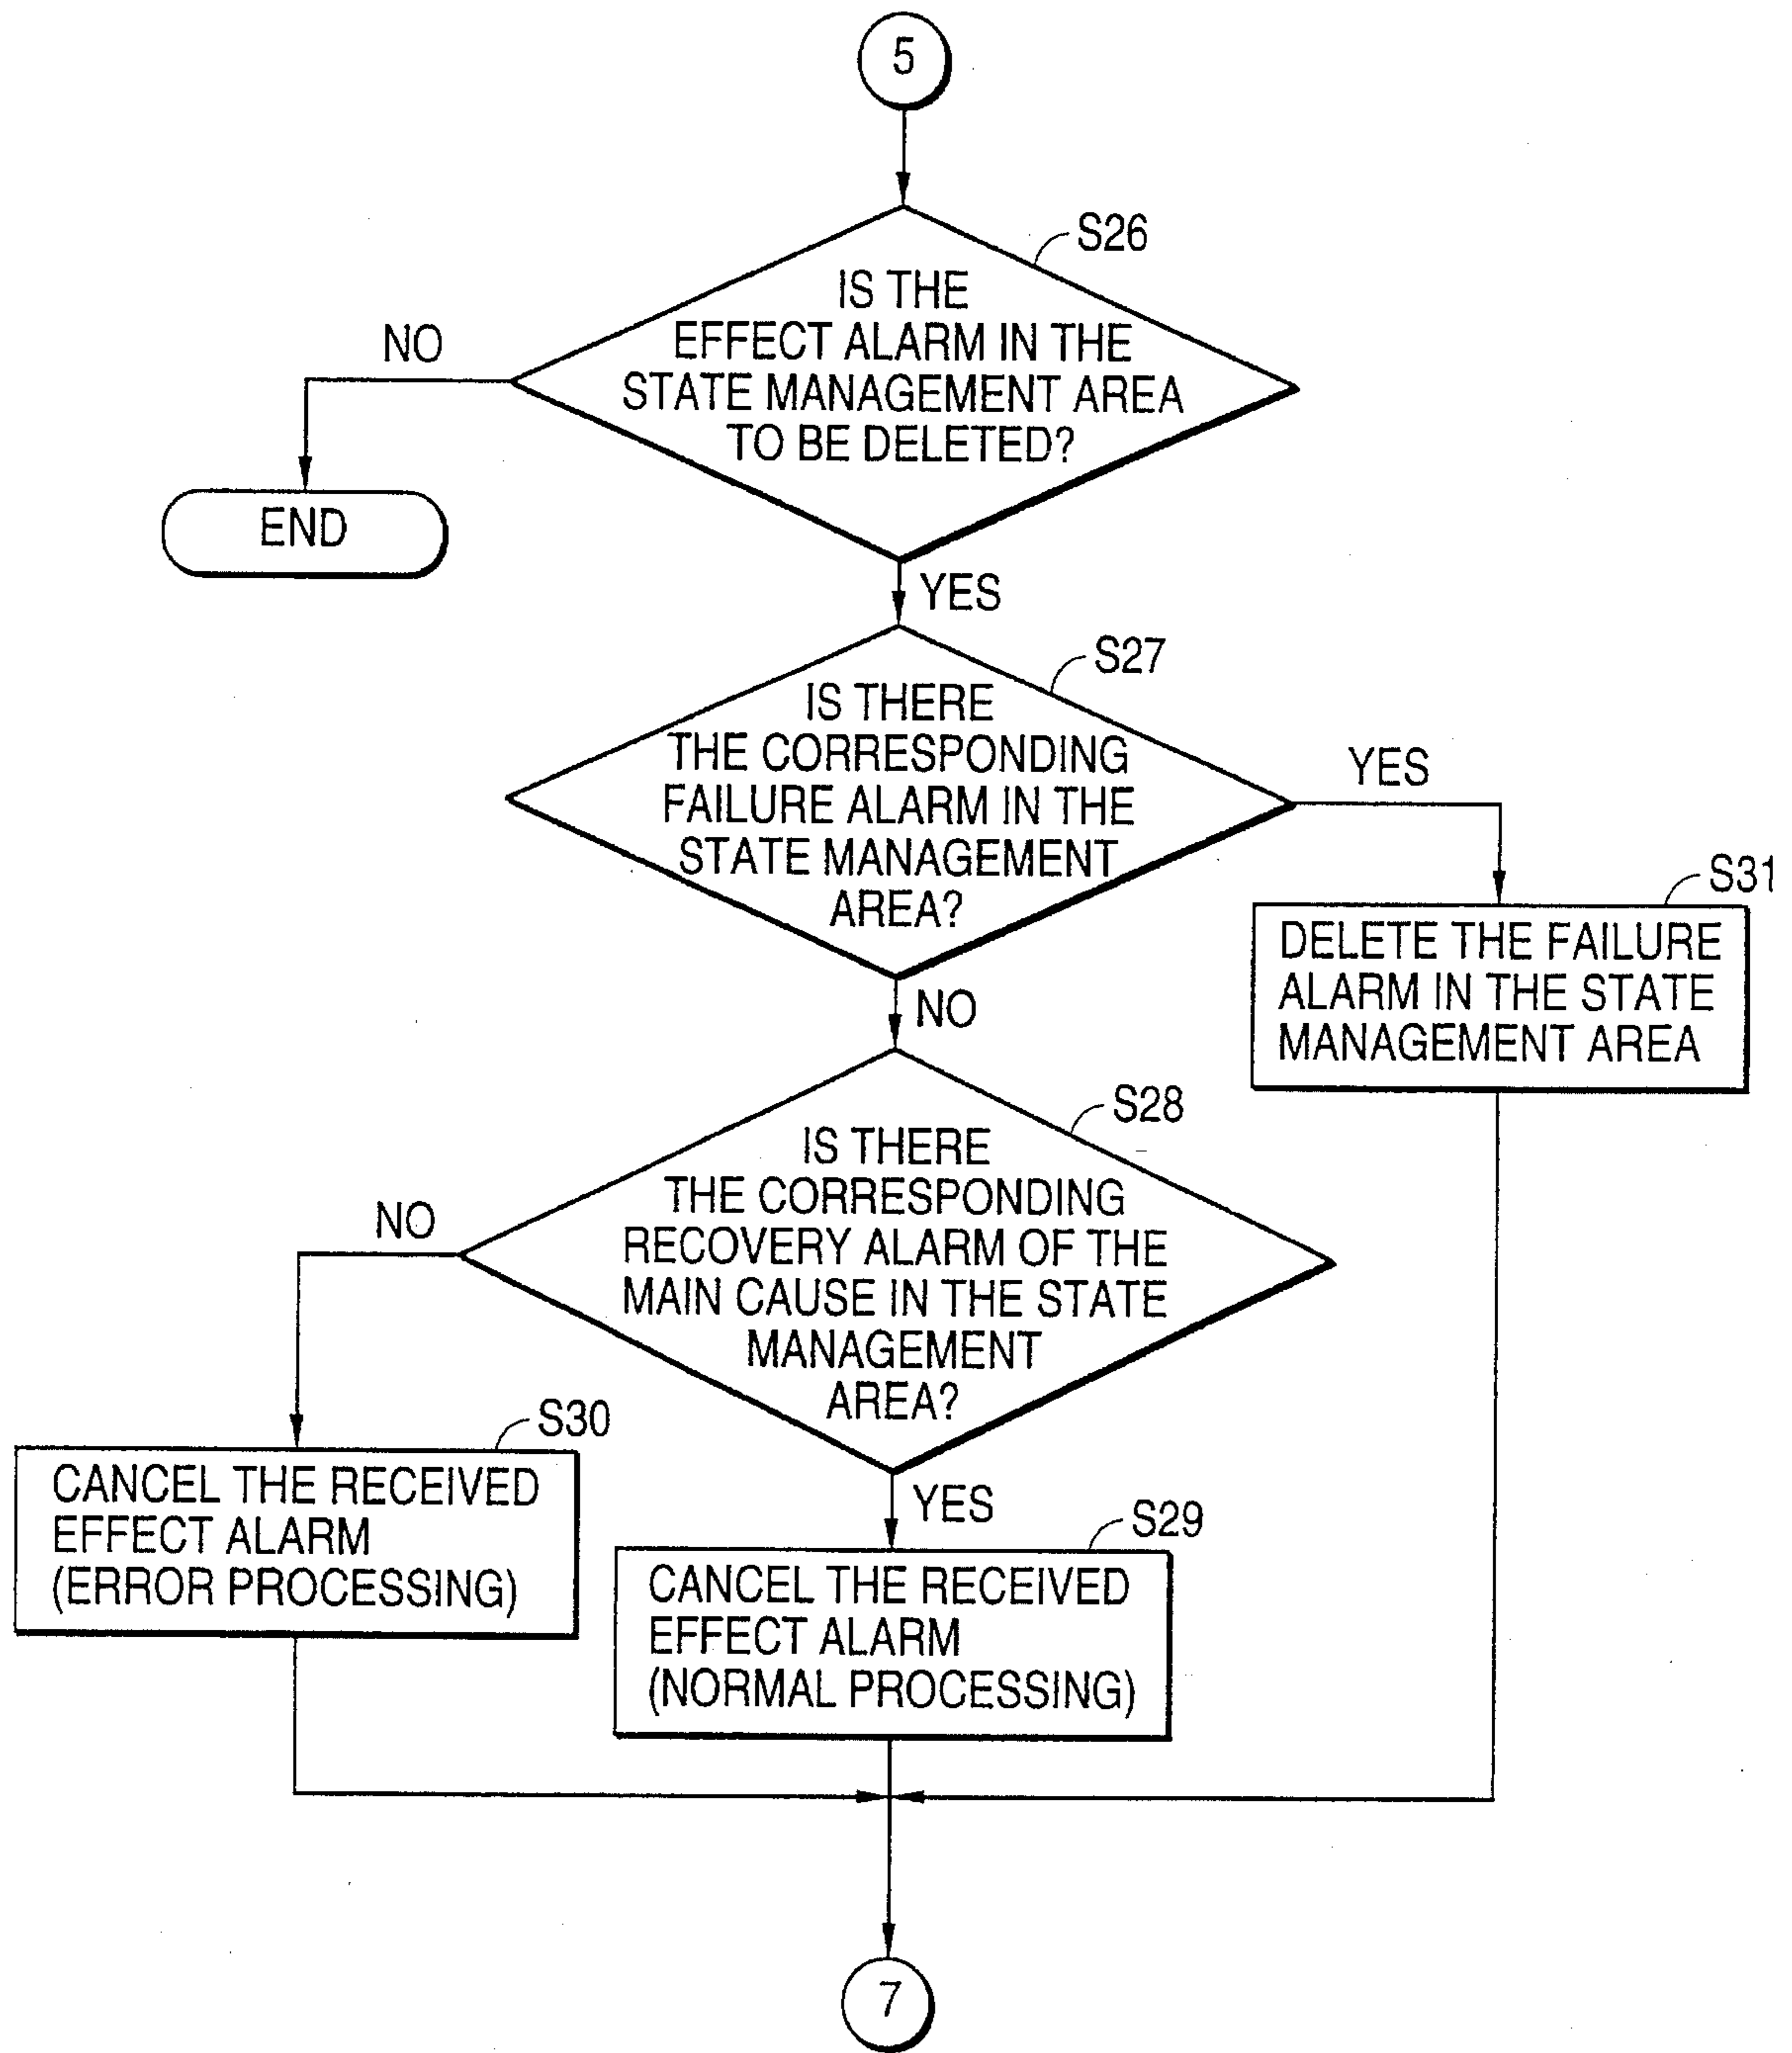 5
S26
IS THE
EFFECT ALARM IN THE
STATE MANAGEMENT AREA
TO BE DELETED?
NO
END
YES
S27
IS THERE
THE CORRESPONDING
FAILURE ALARM IN THE
STATE MANAGEMENT
AREA?
YES
S31
DELETE THE FAILURE
ALARM IN THE STATE
MANAGEMENT AREA
NO
S28
IS THERE
THE CORRESPONDING
RECOVERY ALARM OF THE
MAIN CAUSE IN THE STATE
MANAGEMENT
AREA?
NO
S30
CANCEL THE RECEIVED
EFFECT ALARM
(ERROR PROCESSING)
YES
S29
CANCEL THE RECEIVED
EFFECT ALARM
(NORMAL PROCESSING)
7